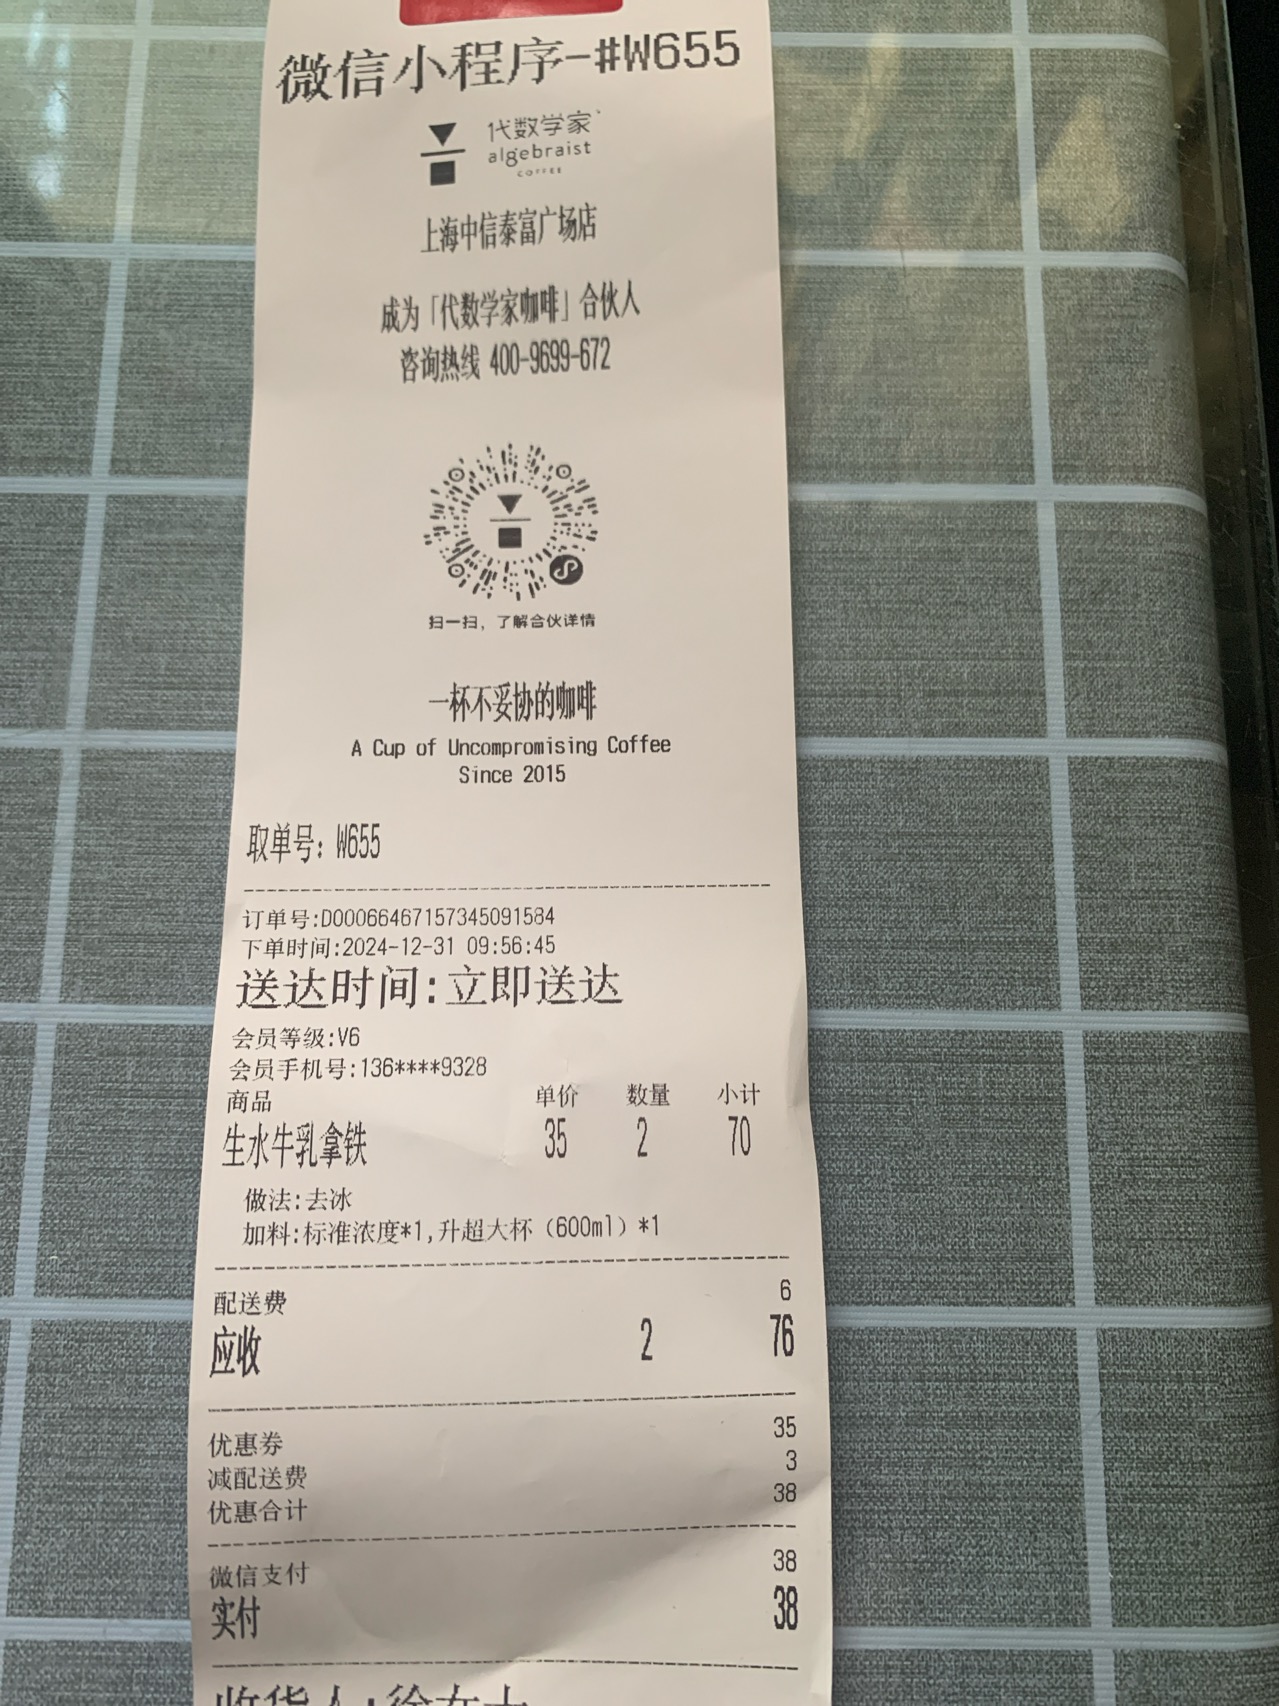 微信小程序-#W655
代数学家
algebraist
COFFEE
上海中信泰富广场店
成为「代数学家咖啡」合伙人
咨询热线 400-9699-672
扫一扫，了解合伙详情
一杯不妥协的咖啡
A Cup of Uncompromising Coffee
Since 2015
取单号：W655
订单号:D00066467157345091584
下单时间:2024-12-31 09:56:45
送达时间:立即送达
会员等级:V6
会员手机号:136****9328
商品 单价 数量 小计
生水牛乳拿铁 35 2 70
做法:去冰
加料:标准浓度*1,升超大杯（600ml）*1
配送费 6
应收 2 76
优惠券 35
减配送费 3
优惠合计 38
微信支付 38
实付 38
收货人:徐女士